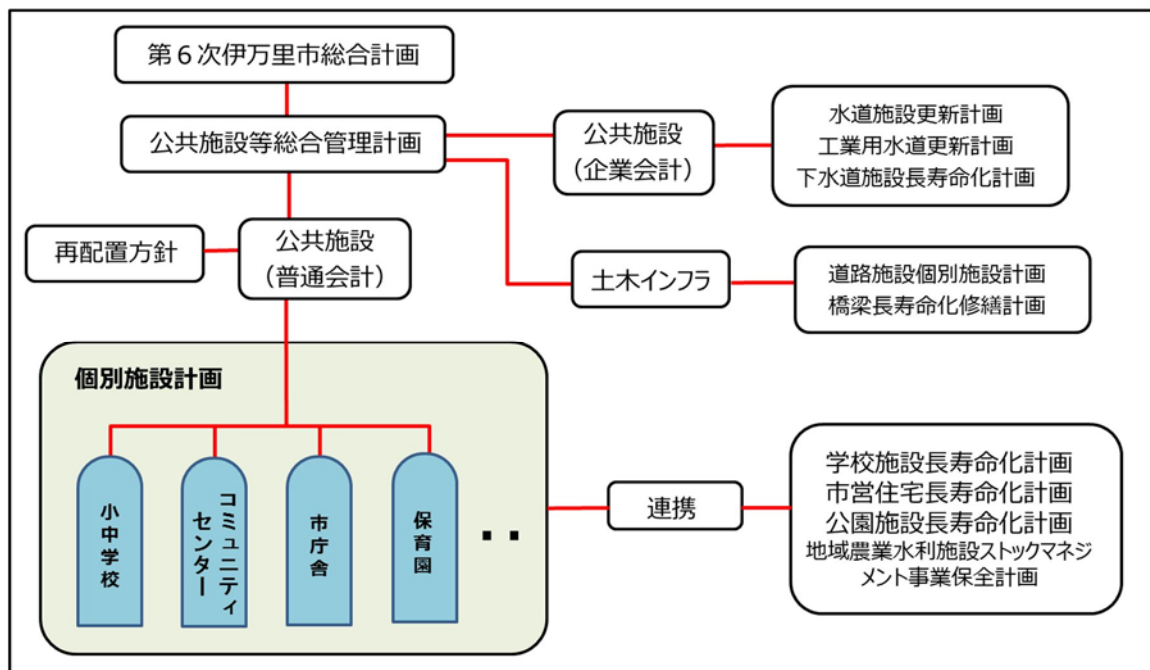 第６次伊万里市総合計画
公共施設等総合管理計画
公共施設
（企業会計）
水道施設更新計画
工業用水道更新計画
下水道施設長寿命化計画
再配置方針
公共施設
（普通会計）
土木インフラ
道路施設個別施設計画
橋梁長寿命化修繕計画
個別施設計画
小中学校
コミュニティ
センター
市庁舎
保育園
・・
連携
学校施設長寿命化計画
市営住宅長寿命化計画
公園施設長寿命化計画
地域農業水利施設ストックマネジ
メント事業保全計画